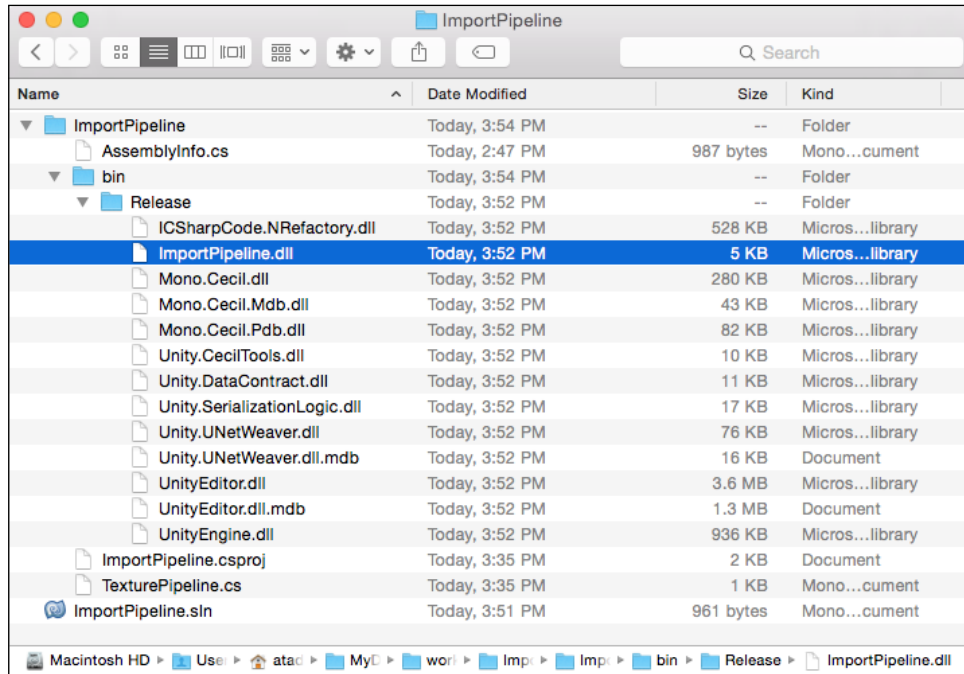 ImportPipeline
Search
Name Date Modified Size Kind
ImportPipeline Today, 3:54 PM -- Folder
AssemblyInfo.cs Today, 2:47 PM 987 bytes Mono...cument
bin Today, 3:54 PM -- Folder
Release Today, 3:52 PM -- Folder
ICSharpCode.NRefactory.dll Today, 3:52 PM 528 KB Micros...library
ImportPipeline.dll Today, 3:52 PM 5 KB Micros...library
Mono.Cecil.dll Today, 3:52 PM 280 KB Micros...library
Mono.Cecil.Mdb.dll Today, 3:52 PM 43 KB Micros...library
Mono.Cecil.Pdb.dll Today, 3:52 PM 82 KB Micros...library
Unity.CecilTools.dll Today, 3:52 PM 10 KB Micros...library
Unity.DataContract.dll Today, 3:52 PM 11 KB Micros...library
Unity.SerializationLogic.dll Today, 3:52 PM 17 KB Micros...library
Unity.UNetWeaver.dll Today, 3:52 PM 76 KB Micros...library
Unity.UNetWeaver.dll.mdb Today, 3:52 PM 16 KB Document
UnityEditor.dll Today, 3:52 PM 3.6 MB Micros...library
UnityEditor.dll.mdb Today, 3:52 PM 1.3 MB Document
UnityEngine.dll Today, 3:52 PM 936 KB Micros...library
ImportPipeline.csproj Today, 3:35 PM 2 KB Document
TexturePipeline.cs Today, 3:35 PM 1 KB Mono...cument
ImportPipeline.sln Today, 3:51 PM 961 bytes Mono...cument
Macintosh HD Use atad MyD work Imp Imp bin Release ImportPipeline.dll